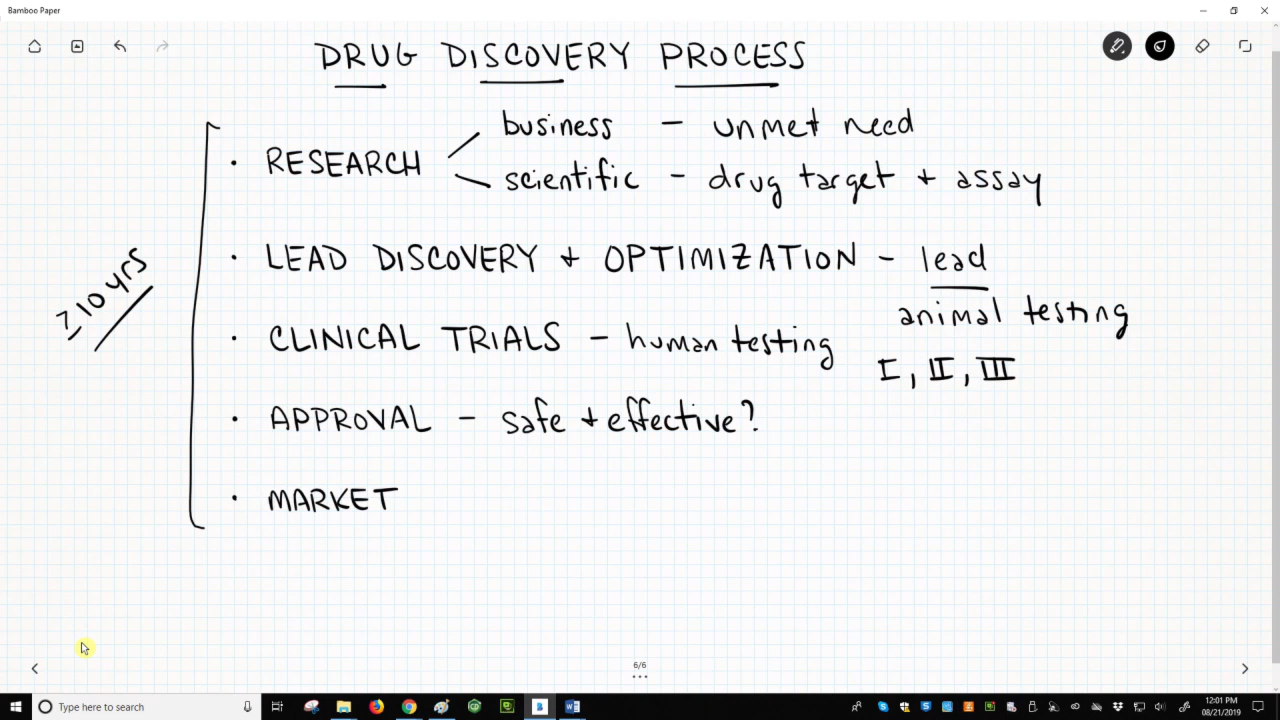 Bamboo Paper
DRUG DISCOVERY PROCESS
business - unmet need
· RESEARCH
scientific - drug target + assay
· LEAD DISCOVERY + OPTIMIZATION - lead
animal testing
≥10 yrs
· CLINICAL TRIALS - human testing
I, II, III
· APPROVAL - safe + effective?
· MARKET
6/6
Type here to search
12:01 PM
08/21/2019